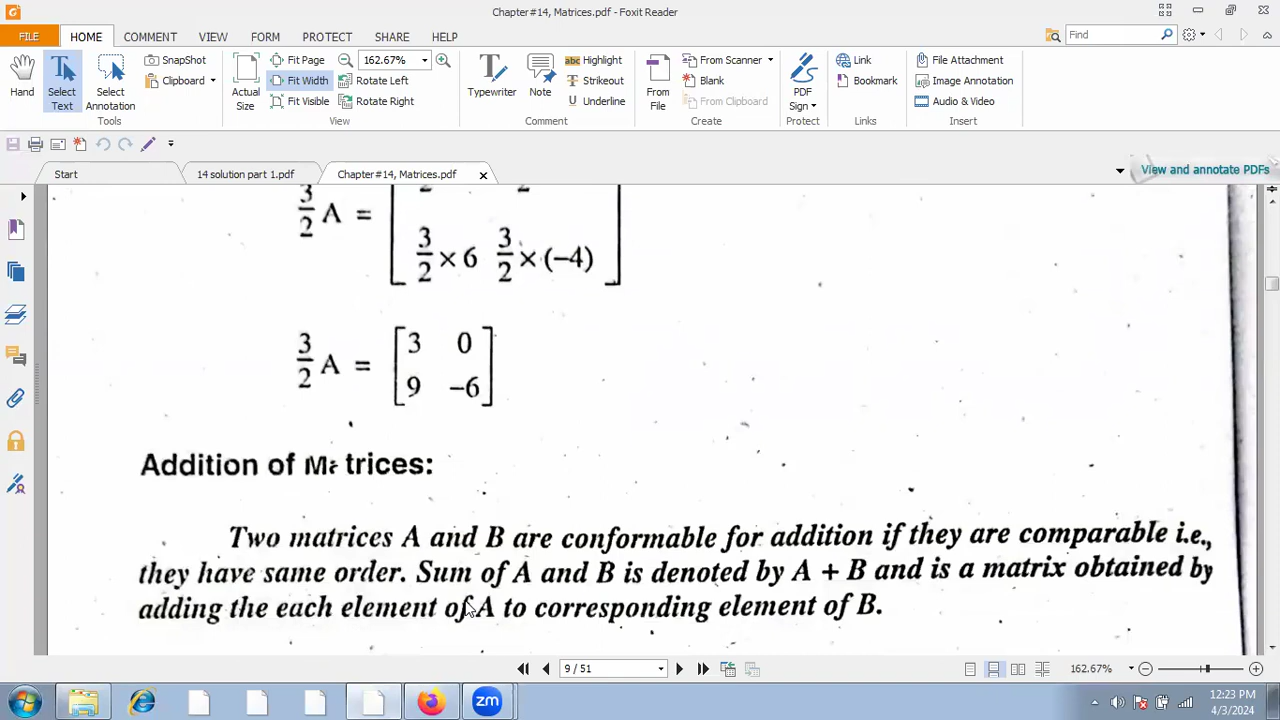 Chapter#14, Matrices.pdf - Foxit Reader
FILE HOME COMMENT VIEW FORM PROTECT SHARE HELP
Find
Hand
Select Text
Select Annotation
SnapShot
Clipboard
Tools
Actual Size
Fit Page
Fit Width
Fit Visible
162.67%
Rotate Left
Rotate Right
View
Typewriter
Note
Highlight
Strikeout
Underline
Comment
From File
From Scanner
Blank
From Clipboard
Create
PDF Sign
Protect
Link
Bookmark
Links
File Attachment
Image Annotation
Audio & Video
Insert
Start
14 solution part 1.pdf
Chapter#14, Matrices.pdf
View and annotate PDFs
3/2 A =
3/2 × 6 3/2 × (–4)
3/2 A = [3 0
9 –6]
Addition of Matrices:
Two matrices A and B are conformable for addition if they are comparable i.e.,
they have same order. Sum of A and B is denoted by A + B and is a matrix obtained by
adding the each element of A to corresponding element of B.
9 / 51
162.67%
zm
12:23 PM
4/3/2024